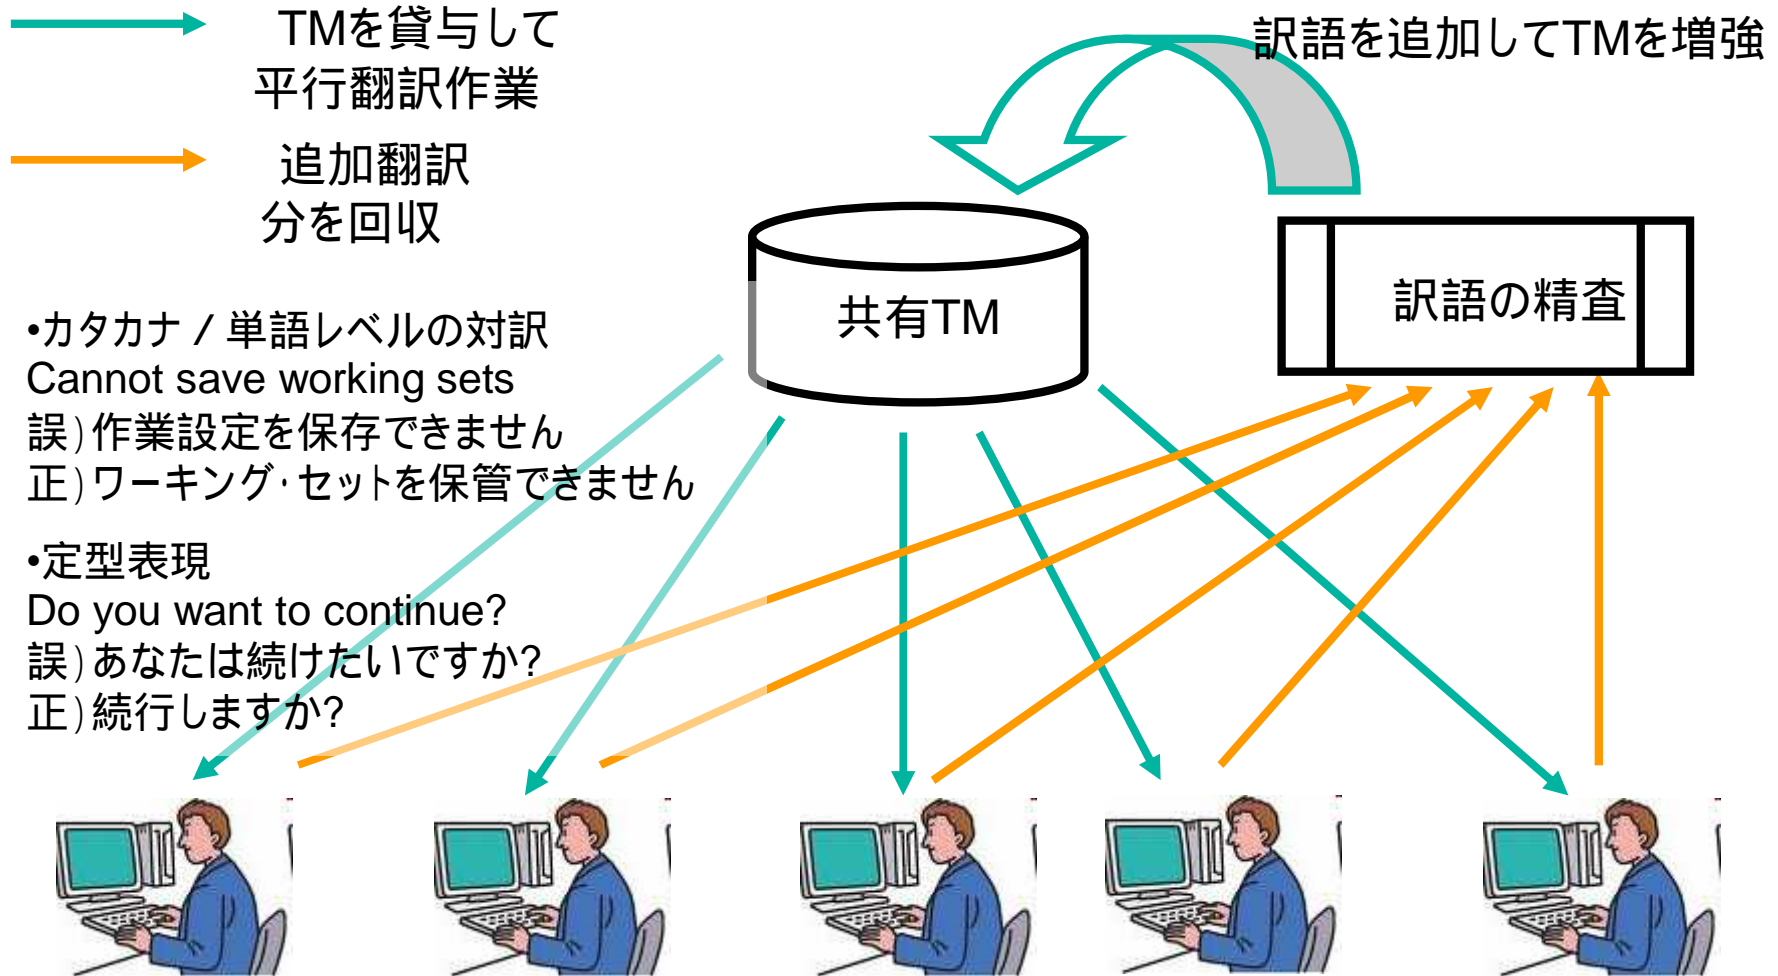 TMを貸与して
平行翻訳作業
追加翻訳
分を回収
訳語を追加してTMを増強
共有TM
訳語の精査
•カタカナ / 単語レベルの対訳
Cannot save working sets
誤）作業設定を保存できません
正）ワーキング・セットを保管できません
•定型表現
Do you want to continue?
誤）あなたは続けたいですか?
正）続行しますか?